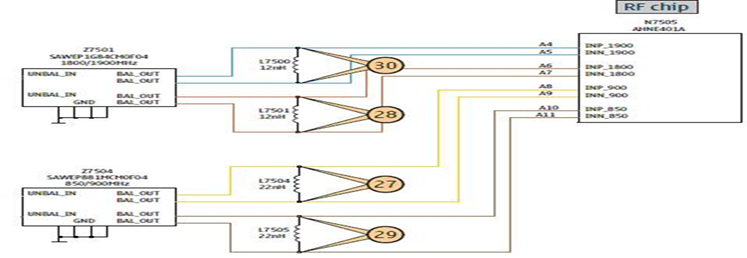 RF chip
N7505
AHNE401A
Z7501
SAWEP1G84CM0F04
1800/1900MHz
UNBAL_IN BAL_OUT
BAL_OUT
UNBAL_IN BAL_OUT
GND BAL_OUT
L7500
12nH
30
L7501
12nH
28
A4 INP_1900
A5 INN_1900
A6 INP_1800
A7 INN_1800
A8 INP_900
A9 INN_900
A10 INP_850
A11 INN_850
Z7504
SAWEP881MCM0F04
850/900MHz
UNBAL_IN BAL_OUT
BAL_OUT
UNBAL_IN BAL_OUT
GND BAL_OUT
L7504
22nH
27
L7505
22nH
29